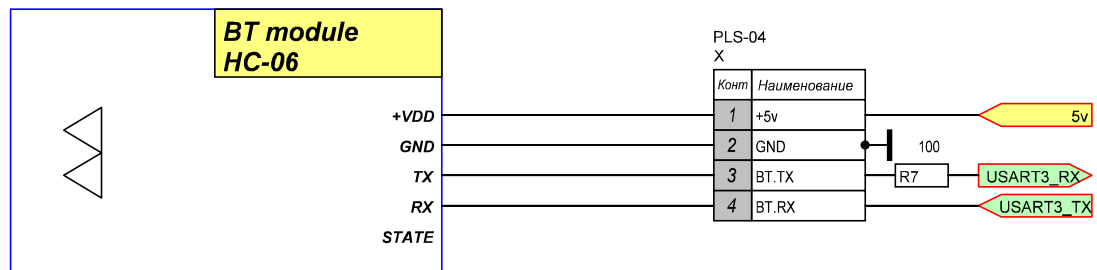 BT module
HC-06
PLS-04
X
Конт Наименование
+VDD 1 +5v 5v
GND 2 GND 100
TX 3 BT.TX R7 USART3_RX
RX 4 BT.RX USART3_TX
STATE